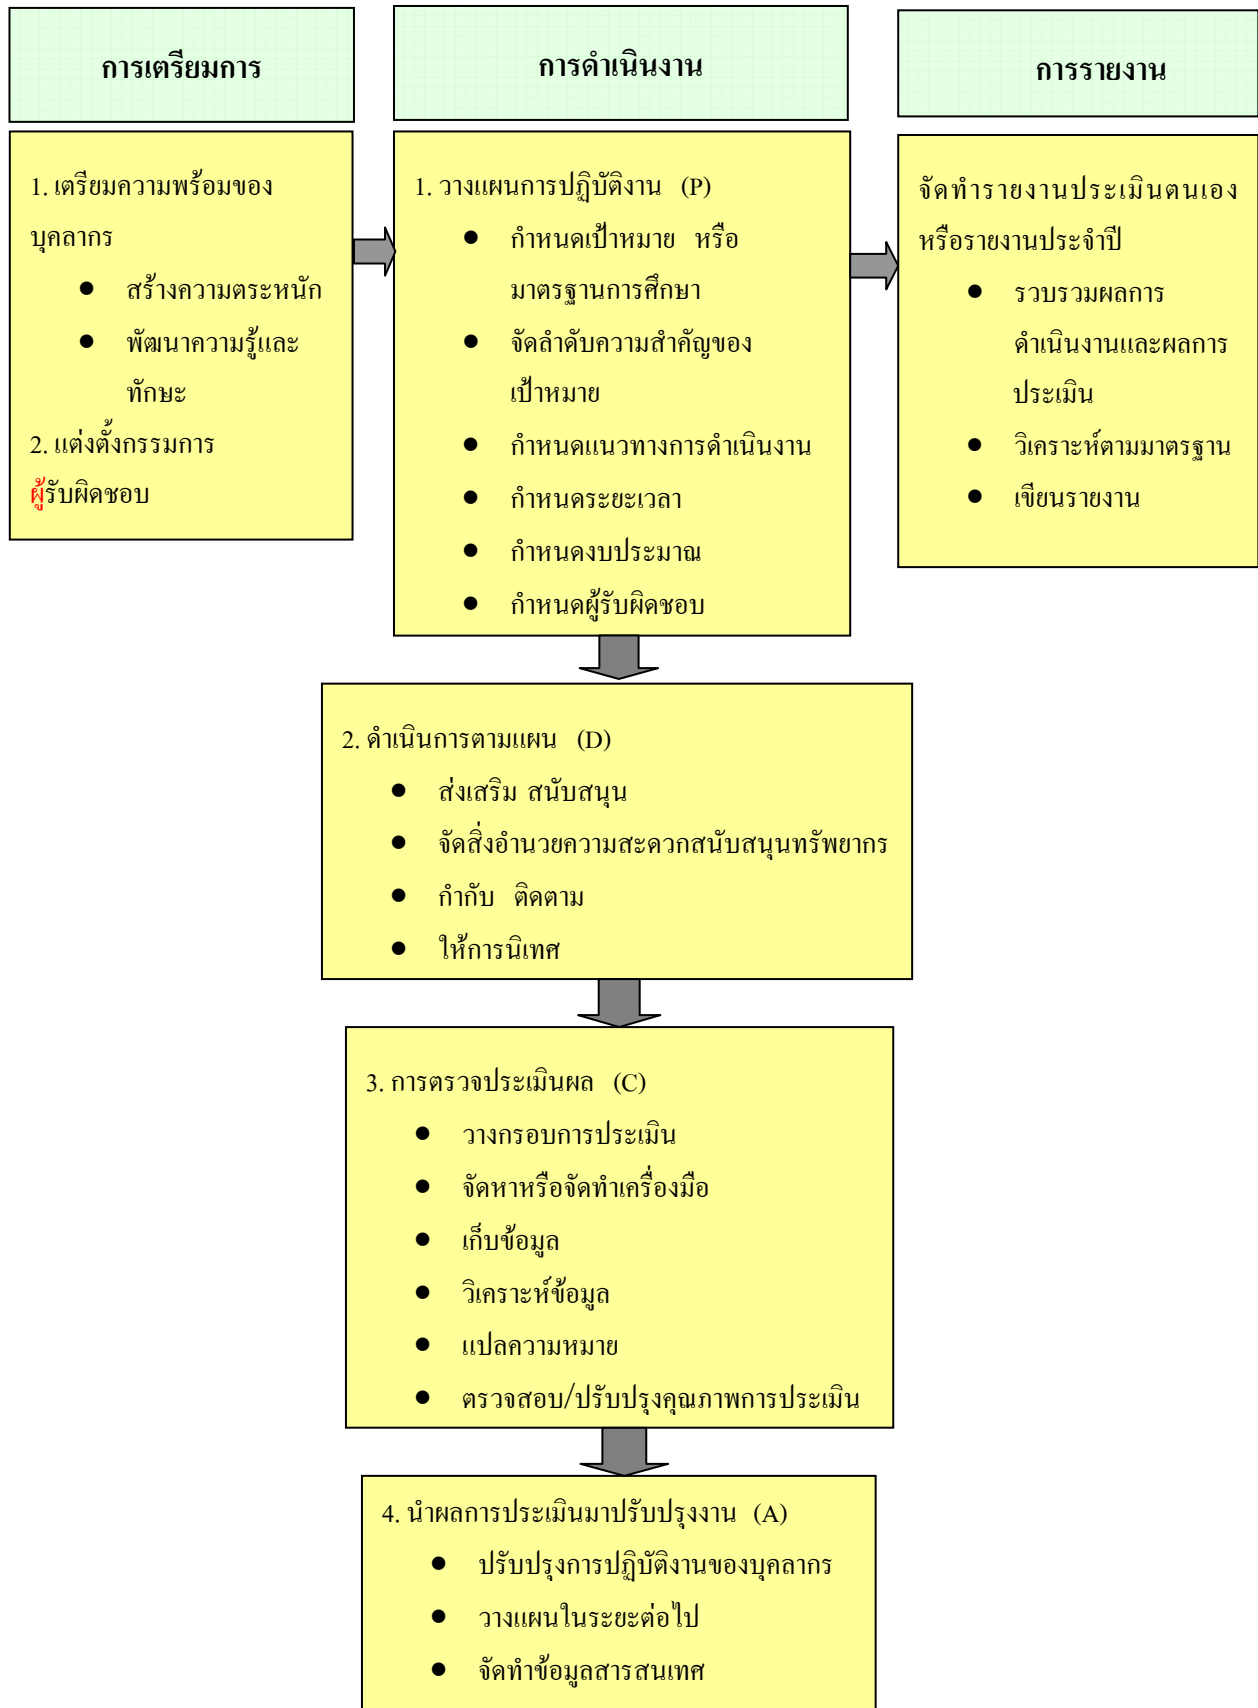 การเตรียมการ
การดำเนินงาน
การรายงาน
1. เตรียมความพร้อมของ
บุคลากร
● สร้างความตระหนัก
● พัฒนาความรู้และ
ทักษะ
2. แต่งตั้งกรรมการ
ผู้รับผิดชอบ
1. วางแผนการปฏิบัติงาน (P)
● กำหนดเป้าหมาย หรือ
มาตรฐานการศึกษา
● จัดลำดับความสำคัญของ
เป้าหมาย
● กำหนดแนวทางการดำเนินงาน
● กำหนดระยะเวลา
● กำหนดงบประมาณ
● กำหนดผู้รับผิดชอบ
จัดทำรายงานประเมินตนเอง
หรือรายงานประจำปี
● รวบรวมผลการ
ดำเนินงานและผลการ
ประเมิน
● วิเคราะห์ตามมาตรฐาน
● เขียนรายงาน
2. ดำเนินการตามแผน (D)
● ส่งเสริม สนับสนุน
● จัดสิ่งอำนวยความสะดวกสนับสนุนทรัพยากร
● กำกับ ติดตาม
● ให้การนิเทศ
3. การตรวจประเมินผล (C)
● วางกรอบการประเมิน
● จัดหาหรือจัดทำเครื่องมือ
● เก็บข้อมูล
● วิเคราะห์ข้อมูล
● แปลความหมาย
● ตรวจสอบ/ปรับปรุงคุณภาพการประเมิน
4. นำผลการประเมินมาปรับปรุงงาน (A)
● ปรับปรุงการปฏิบัติงานของบุคลากร
● วางแผนในระยะต่อไป
● จัดทำข้อมูลสารสนเทศ